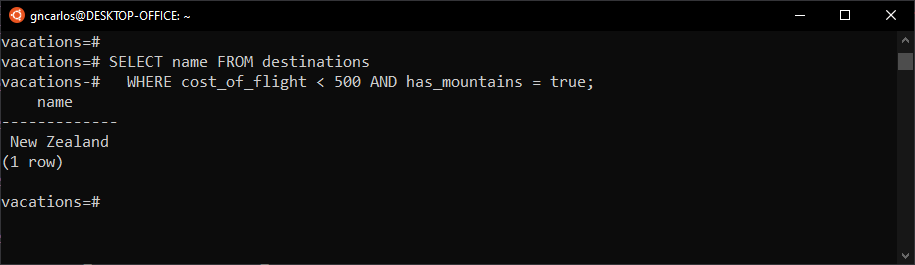 gncarlos@DESKTOP-OFFICE: ~
vacations=#
vacations=# SELECT name FROM destinations
vacations-#   WHERE cost_of_flight < 500 AND has_mountains = true;
    name
-------------
 New Zealand
(1 row)
vacations=#